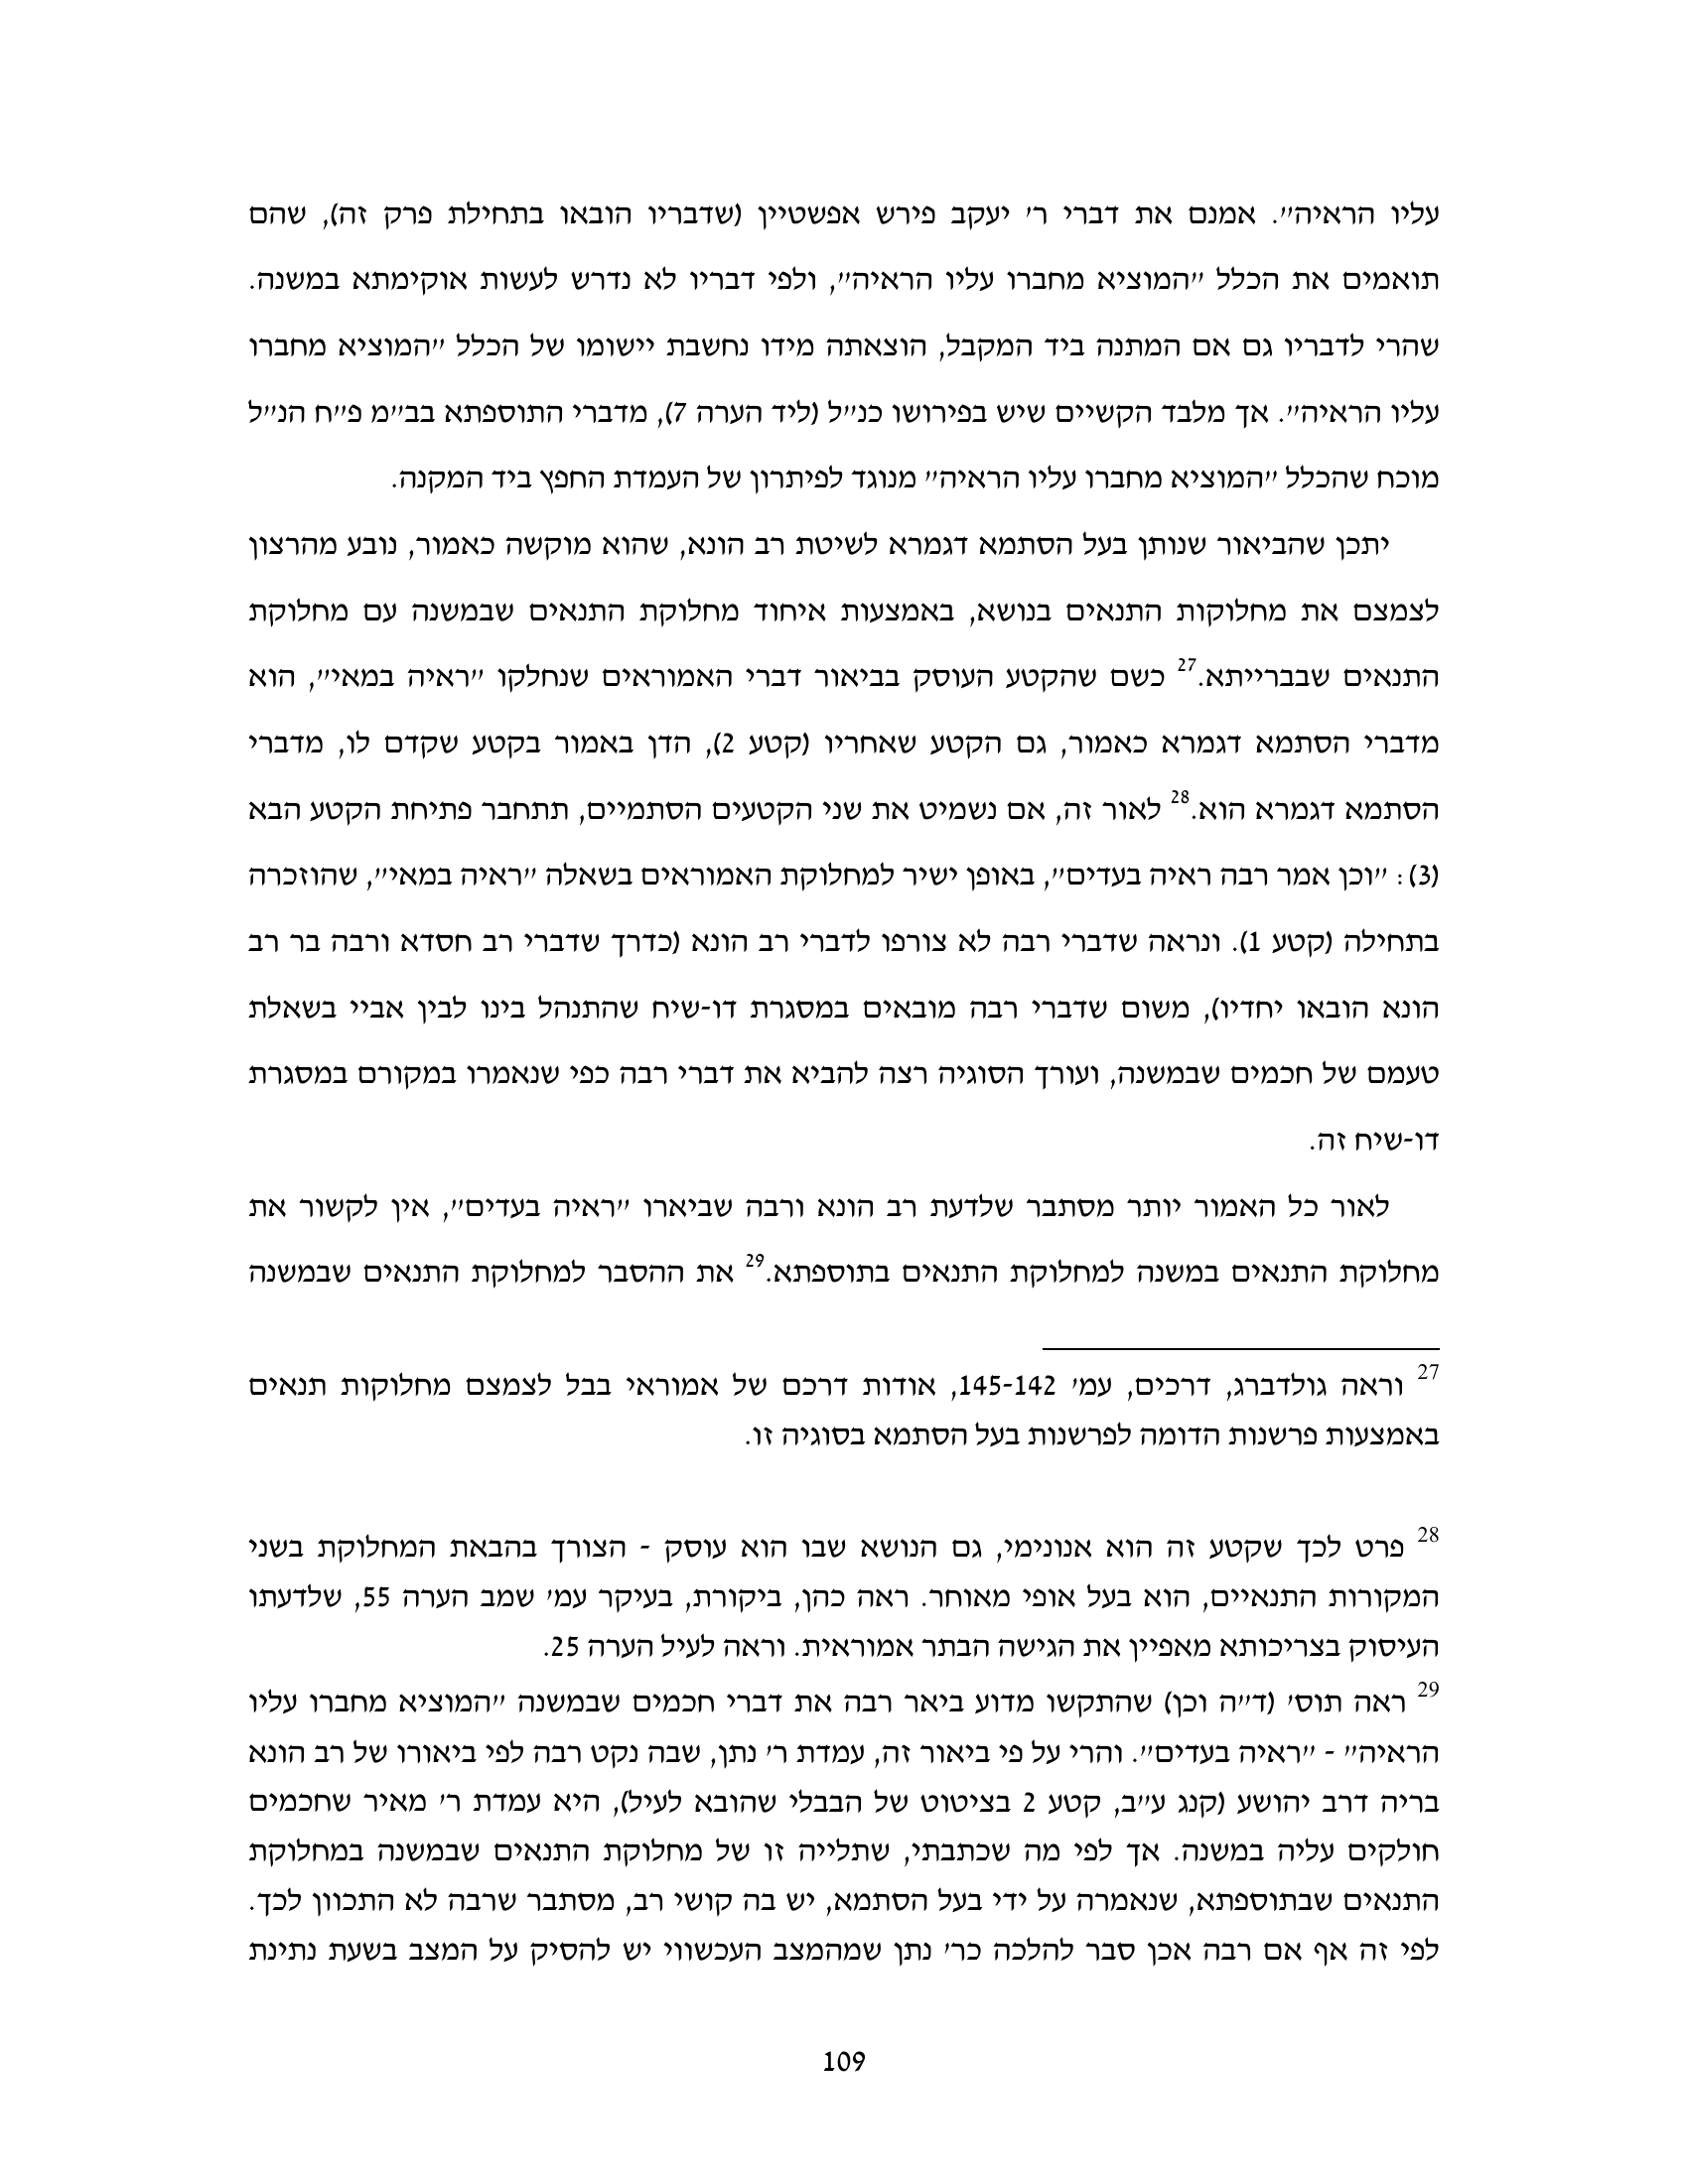 עליו הראיה״. אמנם את דברי ר׳ יעקב פירש אפשטיין (שדבריו הובאו בתחילת פרק זה), שהם
תואמים את הכלל ״המוציא מחברו עליו הראיה״, ולפי דבריו לא נדרש לעשות אוקימתא במשנה.
שהרי לדבריו גם אם המתנה ביד המקבל, הוצאתה מידו נחשבת יישומו של הכלל ״המוציא מחברו
עליו הראיה״. אך מלבד הקשיים שיש בפירושו כנ״ל (ליד הערה 7), מדברי התוספתא בב״מ פ״ח הנ״ל
מוכח שהכלל ״המוציא מחברו עליו הראיה״ מנוגד לפיתרון של העמדת החפץ ביד המקנה.
יתכן שהביאור שנותן בעל הסתמא דגמרא לשיטת רב הונא, שהוא מוקשה כאמור, נובע מהרצון
לצמצם את מחלוקות התנאים בנושא, באמצעות איחוד מחלוקת התנאים שבמשנה עם מחלוקת
התנאים שבברייתא.27 כשם שהקטע העוסק בביאור דברי האמוראים שנחלקו ״ראיה במאי״, הוא
מדברי הסתמא דגמרא כאמור, גם הקטע שאחריו (קטע 2), הדן באמור בקטע שקדם לו, מדברי
הסתמא דגמרא הוא.28 לאור זה, אם נשמיט את שני הקטעים הסתמיים, תתחבר פתיחת הקטע הבא
(3): ״וכן אמר רבה ראיה בעדים״, באופן ישיר למחלוקת האמוראים בשאלה ״ראיה במאי״, שהוזכרה
בתחילה (קטע 1). ונראה שדברי רבה לא צורפו לדברי רב הונא (כדרך שדברי רב חסדא ורבה בר רב
הונא הובאו יחדיו), משום שדברי רבה מובאים במסגרת דו-שיח שהתנהל בינו לבין אביי בשאלת
טעמם של חכמים שבמשנה, ועורך הסוגיה רצה להביא את דברי רבה כפי שנאמרו במקורם במסגרת
דו-שיח זה.
לאור כל האמור יותר מסתבר שלדעת רב הונא ורבה שביארו ״ראיה בעדים״, אין לקשור את
מחלוקת התנאים במשנה למחלוקת התנאים בתוספתא.29 את ההסבר למחלוקת התנאים שבמשנה
27 וראה גולדברג, דרכים, עמ׳ 145-142, אודות דרכם של אמוראי בבל לצמצם מחלוקות תנאים
באמצעות פרשנות הדומה לפרשנות בעל הסתמא בסוגיה זו.
28 פרט לכך שקטע זה הוא אנונימי, גם הנושא שבו הוא עוסק - הצורך בהבאת המחלוקת בשני
המקורות התנאיים, הוא בעל אופי מאוחר. ראה כהן, ביקורת, בעיקר עמ׳ שמב הערה 55, שלדעתו
העיסוק בצריכותא מאפיין את הגישה הבתר אמוראית. וראה לעיל הערה 25.
29 ראה תוס׳ (ד״ה וכן) שהתקשו מדוע ביאר רבה את דברי חכמים שבמשנה ״המוציא מחברו עליו
הראיה״ - ״ראיה בעדים״. והרי על פי ביאור זה, עמדת ר׳ נתן, שבה נקט רבה לפי ביאורו של רב הונא
בריה דרב יהושע (קנג ע״ב, קטע 2 בציטוט של הבבלי שהובא לעיל), היא עמדת ר׳ מאיר שחכמים
חולקים עליה במשנה. אך לפי מה שכתבתי, שתלייה זו של מחלוקת התנאים שבמשנה במחלוקת
התנאים שבתוספתא, שנאמרה על ידי בעל הסתמא, יש בה קושי רב, מסתבר שרבה לא התכוון לכך.
לפי זה אף אם רבה אכן סבר להלכה כר׳ נתן שמהמצב העכשווי יש להסיק על המצב בשעת נתינת
109